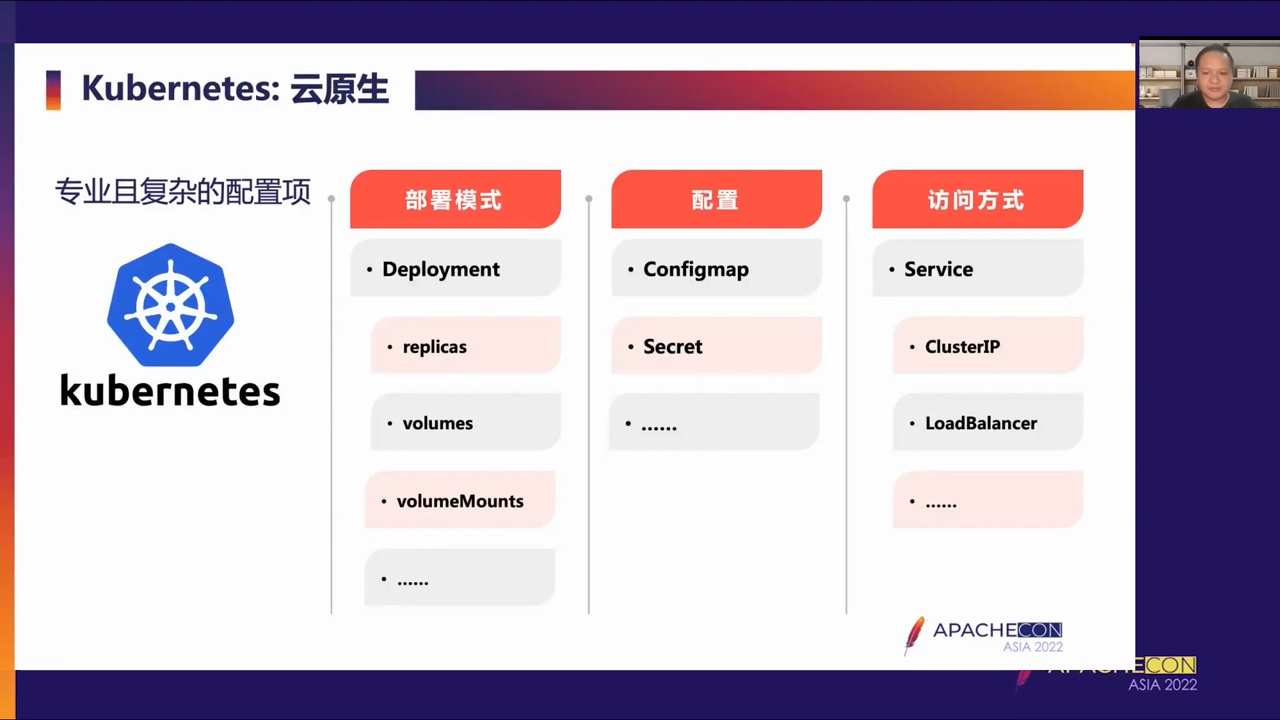 Kubernetes: 云原生
专业且复杂的配置项
kubernetes
部署模式
• Deployment
• replicas
• volumes
• volumeMounts
• ......
配置
• Configmap
• Secret
• ......
访问方式
• Service
• ClusterIP
• LoadBalancer
• ......
APACHECON
ASIA 2022
APACHECON
ASIA 2022